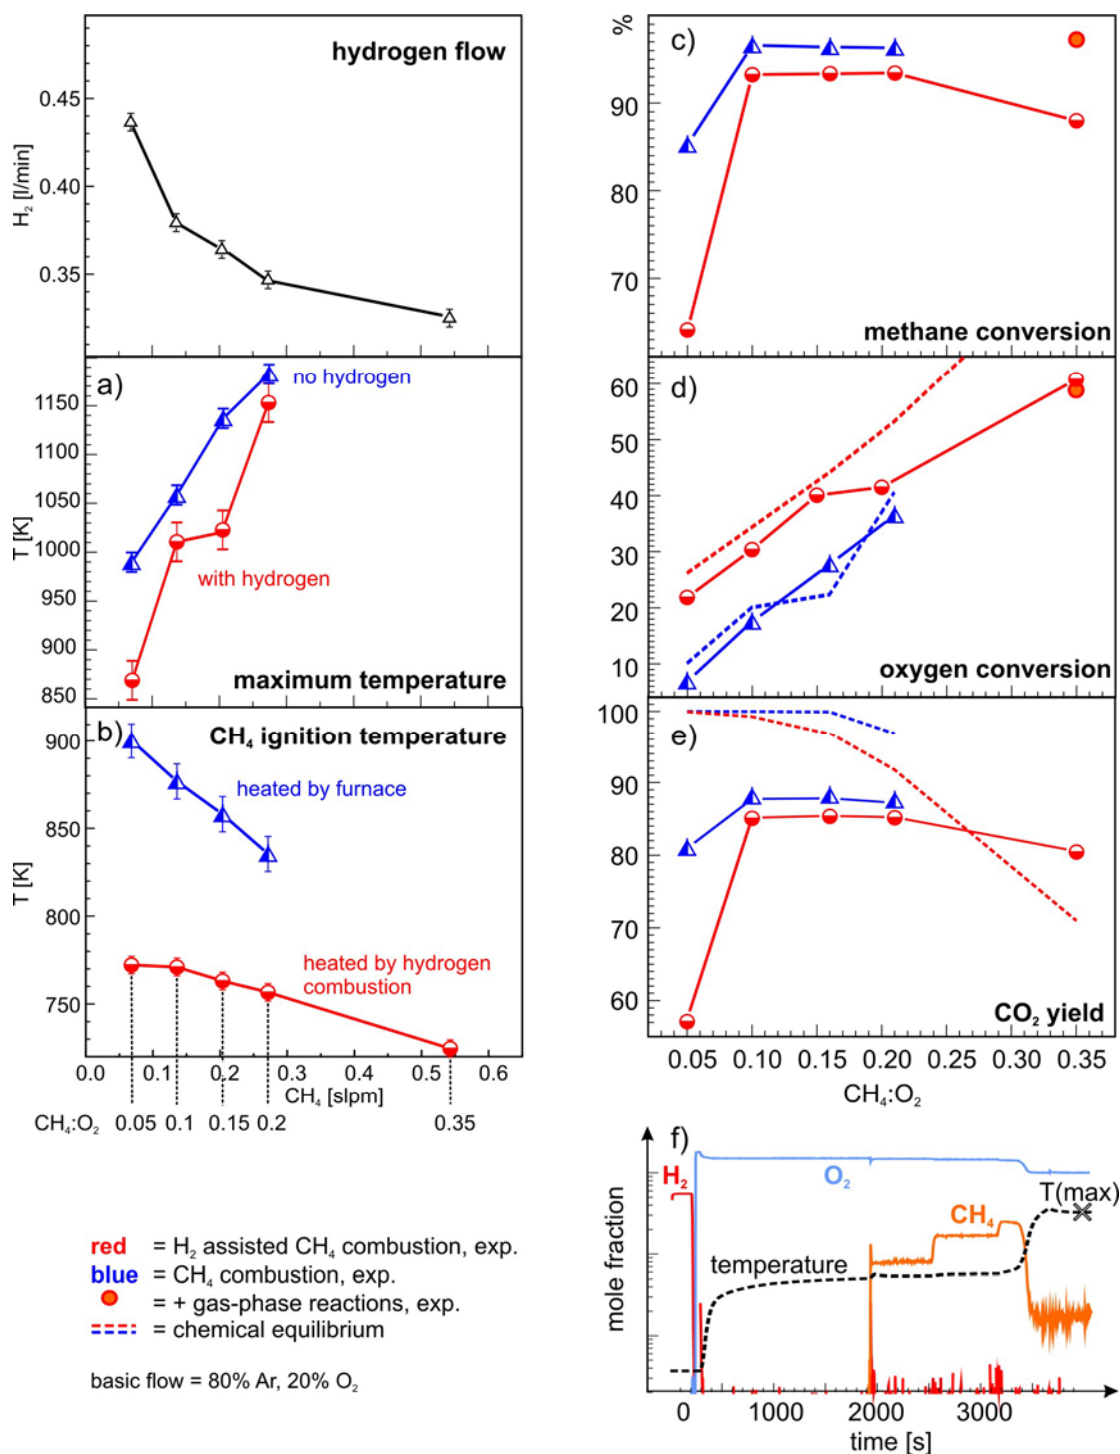 hydrogen flow
H₂ [l/min]
0.45
0.40
0.35
a)
no hydrogen
with hydrogen
maximum temperature
T [K]
1150
1100
1050
1000
950
900
850
b)
CH₄ ignition temperature
heated by furnace
heated by hydrogen
combustion
T [K]
900
850
800
750
0.0 0.1 0.2 0.3 0.4 0.5 0.6
CH₄ [slpm]
CH₄:O₂ 0.05 0.1 0.15 0.2 0.35
red = H₂ assisted CH₄ combustion, exp.
blue = CH₄ combustion, exp.
= + gas-phase reactions, exp.
= chemical equilibrium
basic flow = 80% Ar, 20% O₂
%
c)
90
80
70
methane conversion
d)
60
50
40
30
20
10
oxygen conversion
e)
100
90
80
70
60
CO₂ yield
0.05 0.10 0.15 0.20 0.25 0.30 0.35
CH₄:O₂
f)
H₂
O₂
T(max)
CH₄
temperature
mole fraction
0 1000 2000 3000
time [s]